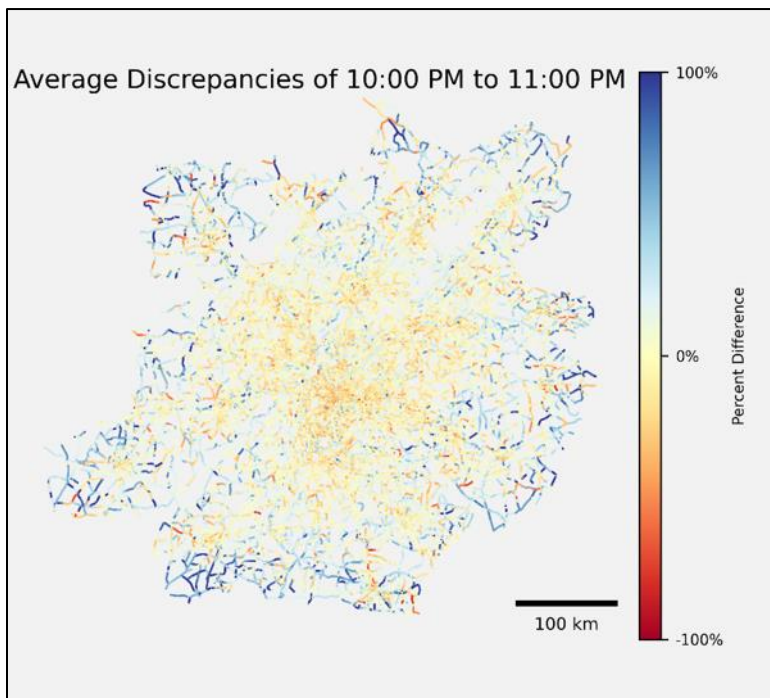 Average Discrepancies of 10:00 PM to 11:00 PM
100%
0%
-100%
Percent Difference
100 km